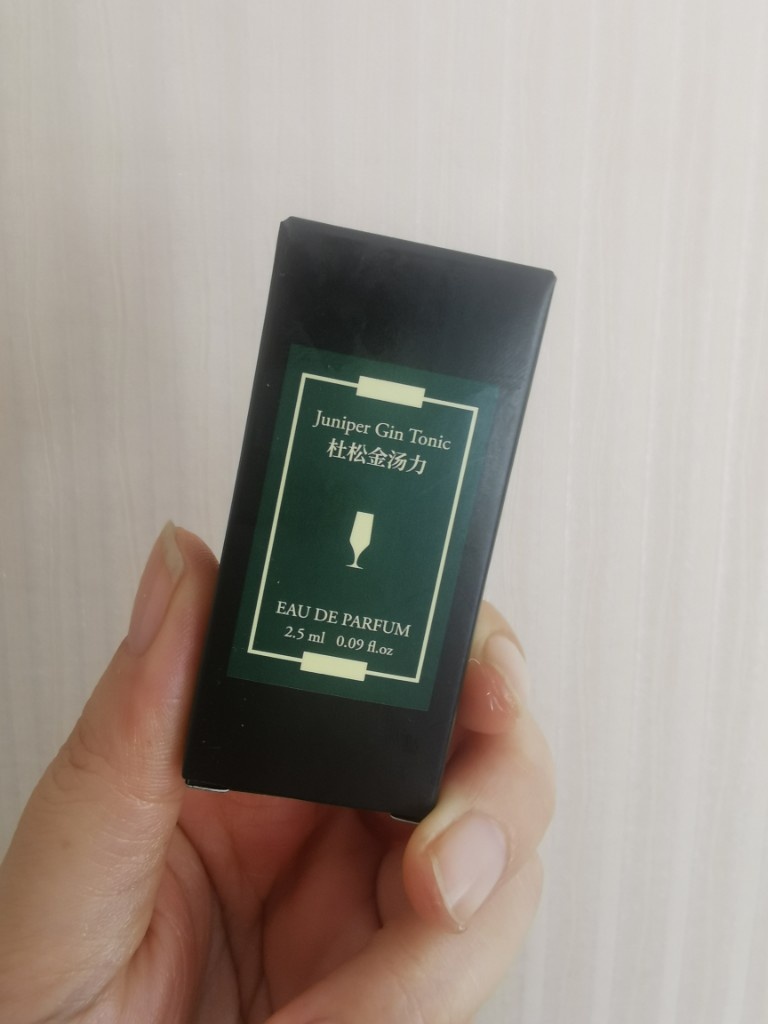 Juniper Gin Tonic
杜松金汤力
EAU DE PARFUM
2.5 ml 0.09 fl.oz